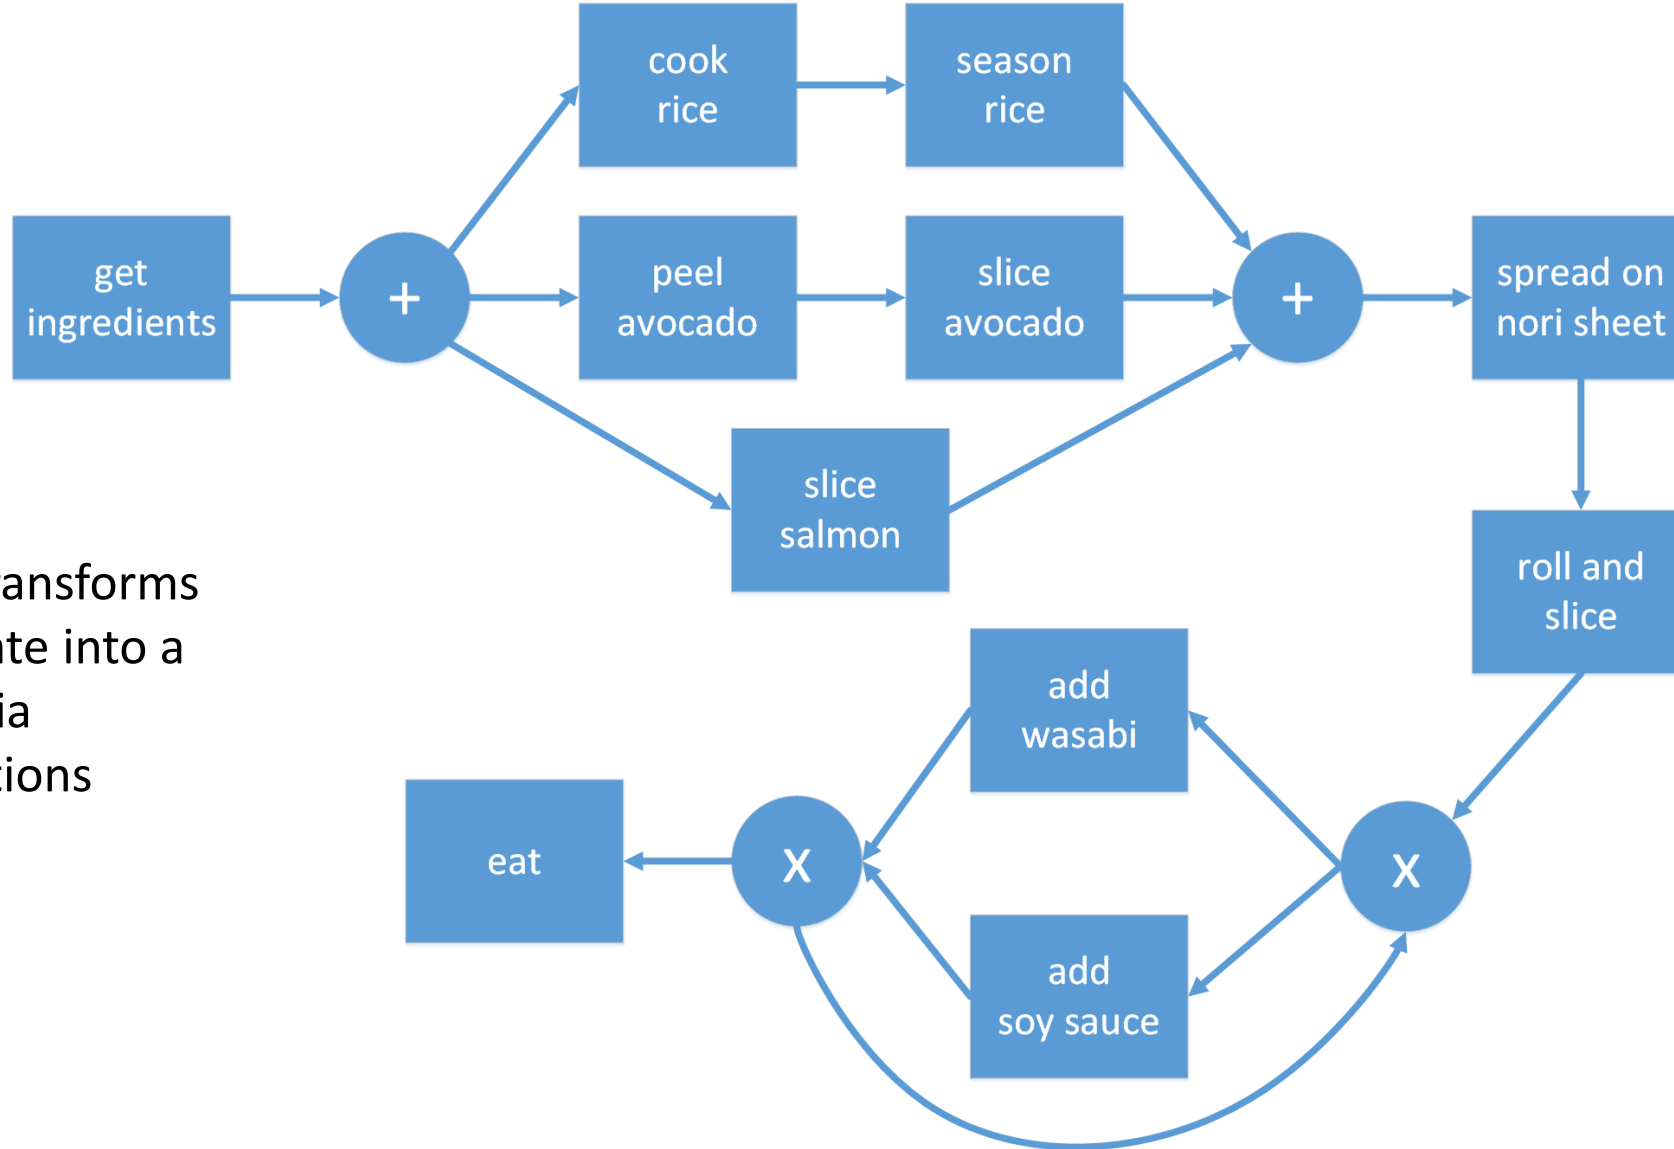 cook
rice
season
rice
get
ingredients
+
peel
avocado
slice
avocado
+
spread on
nori sheet
slice
salmon
roll and
slice
ansforms
ate into a
ia
tions
add
wasabi
eat
X
X
add
soy sauce